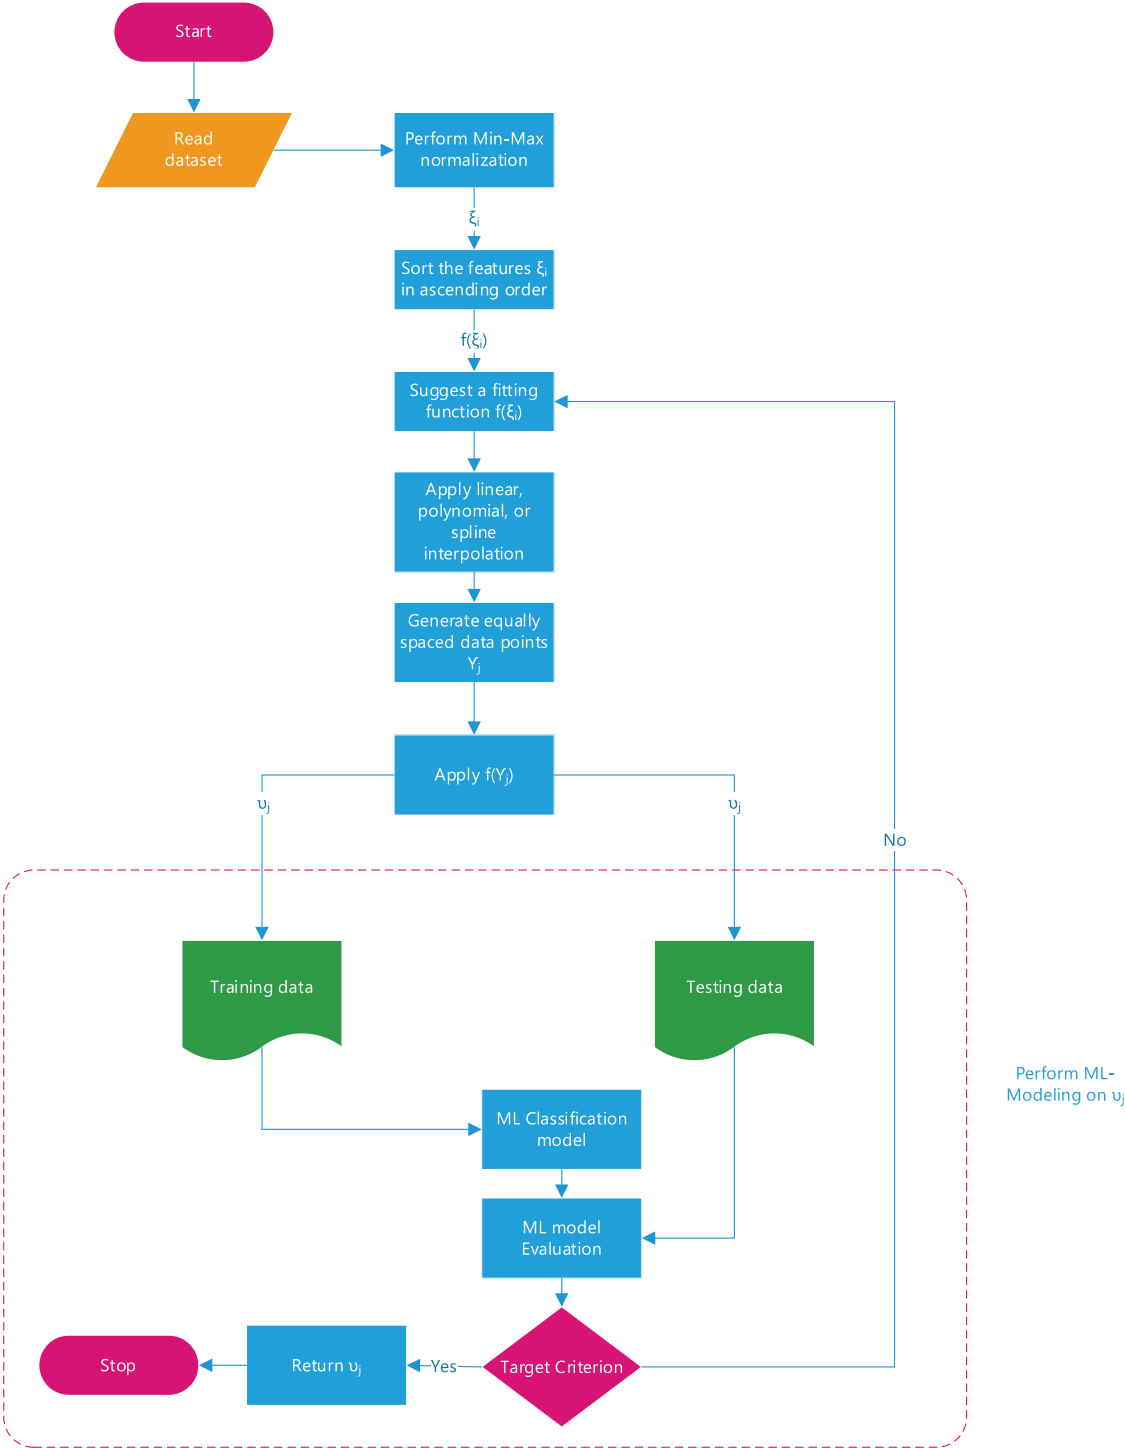 Start
Read
dataset
Perform Min-Max
normalization
ξᵢ
Sort the features ξᵢ
in ascending order
f(ξᵢ)
Suggest a fitting
function f(ξᵢ)
Apply linear,
polynomial, or
spline
interpolation
Generate equally
spaced data points
Υⱼ
Apply f(Υⱼ)
υⱼ
υⱼ
No
Training data
Testing data
Perform ML-
Modeling on υⱼ
ML Classification
model
ML model
Evaluation
Target Criterion
Yes
Return υⱼ
Stop